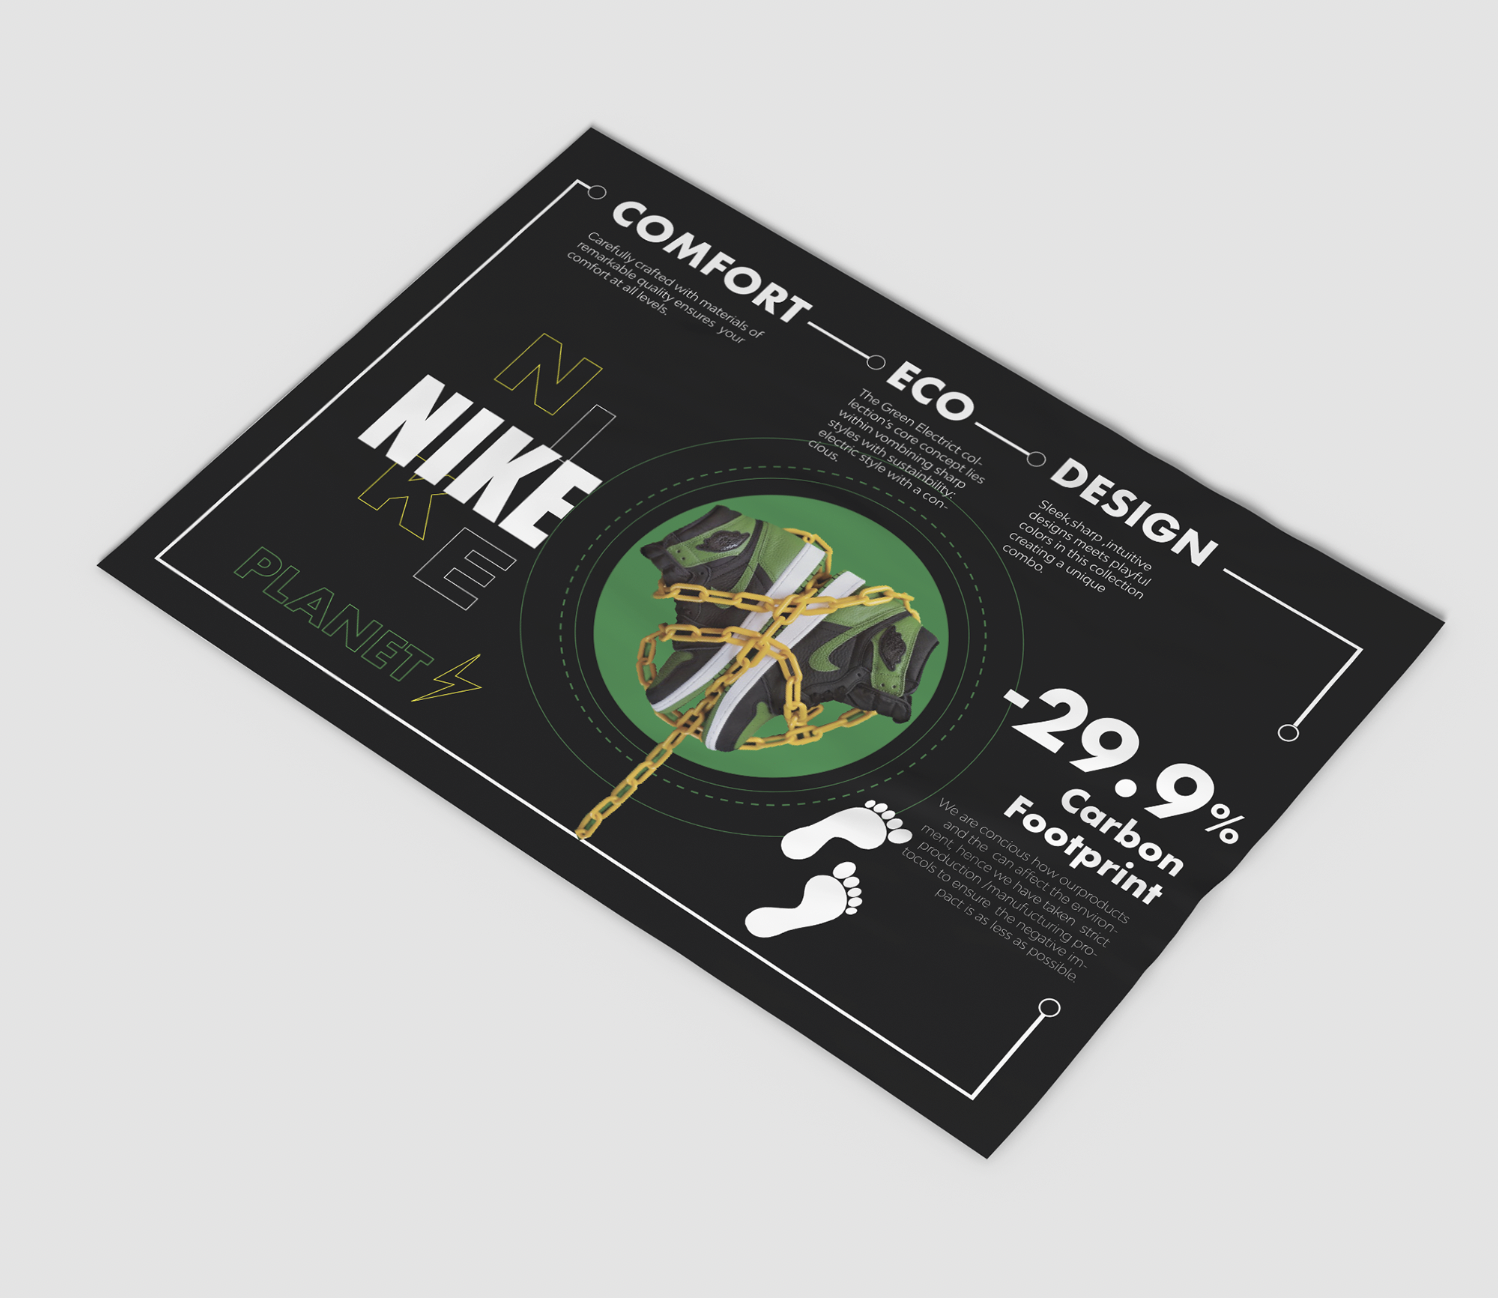 COMFORT
Carefully crafted with materials of
remarkable quality ensures your
comfort at all levels.
ECO
The Green Electrict col-
lection's core concept lies
within vombining sharp
styles with sustainbility:
electric style with a con-
cious.
DESIGN
Sleek,sharp ,intuitive
designs meets playful
colors in this collection
creating a unique
combo.
N
I
K
E
NIKE
PLANET
-29.9%
Carbon
Footprint
We are concious how ourproducts
and the can affect the environ-
ment, hence we have taken strict
production /manufucturing pro-
tocols to ensure the negative im-
pact is as less as possible.